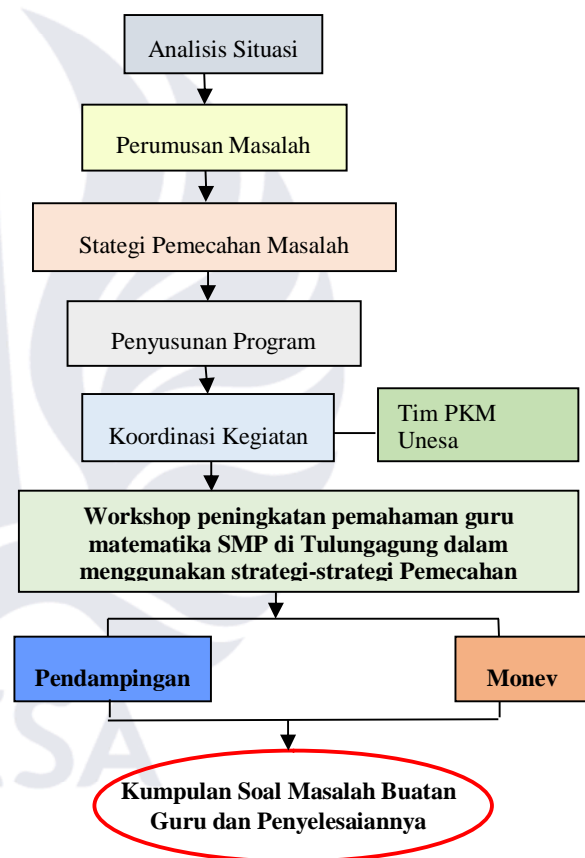 Analisis Situasi
Perumusan Masalah
Stategi Pemecahan Masalah
Penyusunan Program
Koordinasi Kegiatan
Tim PKM
Unesa
Workshop peningkatan pemahaman guru
matematika SMP di Tulungagung dalam
menggunakan strategi-strategi Pemecahan
Pendampingan
Monev
Kumpulan Soal Masalah Buatan
Guru dan Penyelesaiannya